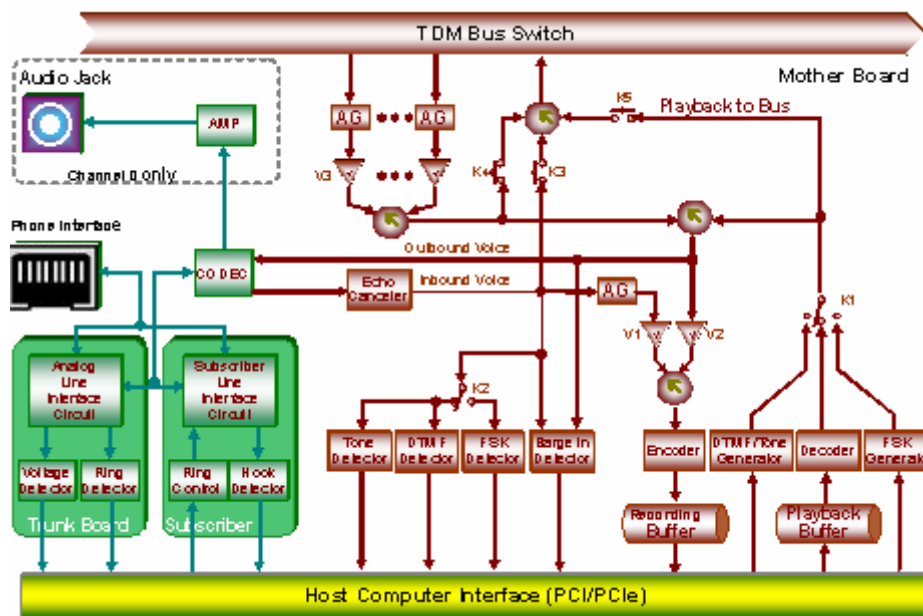 TDM Bus Switch
Audio Jack
Mother Board
K5
Playback to Bus
AMP
AG
AG
Channel 0 only
V3
K4
K3
Phone Interface
Outbound Voice
CODEC
Echo
Canceler
Inbound Voice
AG
K1
V1
V2
Analog
Line
Interface
Circuit
Subscriber
Line
Interface
Circuit
K2
Tone
Detector
DTMF
Detector
FSK
Detector
Barge In
Detector
Encoder
DTMF/Tone
Generator
Decoder
FSK
Generator
Voltage
Detector
Ring
Detector
Ring
Control
Hook
Detector
Trunk Board
Subscriber
Recording
Buffer
Playback
Buffer
Host Computer Interface (PCI/PCIe)